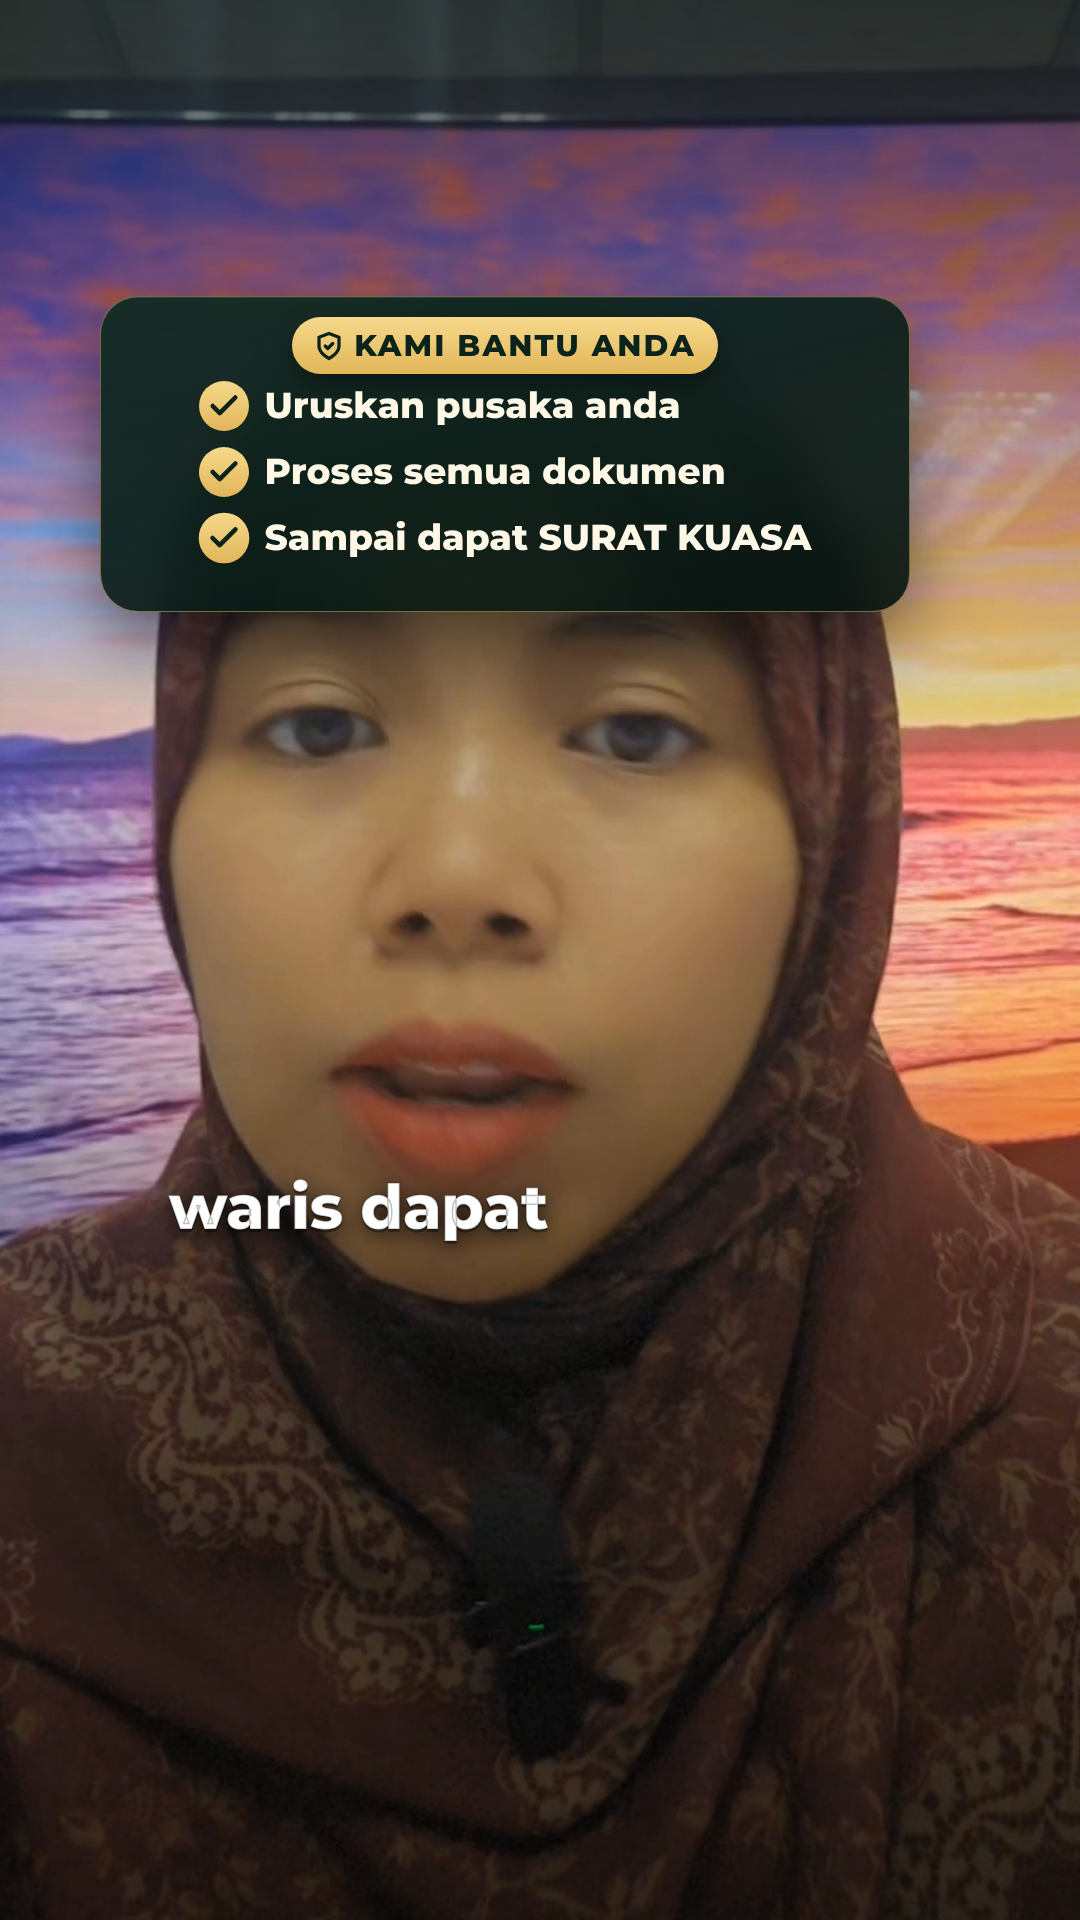 KAMI BANTU ANDA
Uruskan pusaka anda
Proses semua dokumen
Sampai dapat SURAT KUASA
waris dapat